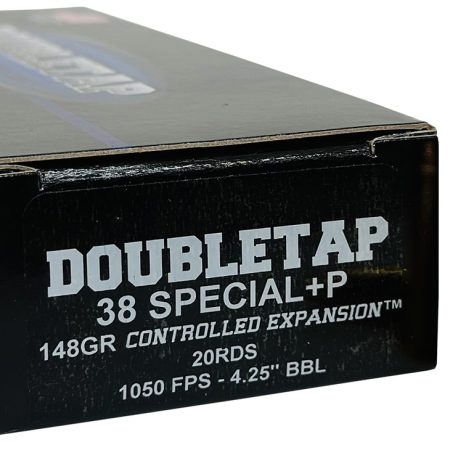 DOUBLETAP
38 SPECIAL+P
148GR CONTROLLED EXPANSION™
20RDS
1050 FPS - 4.25" BBL